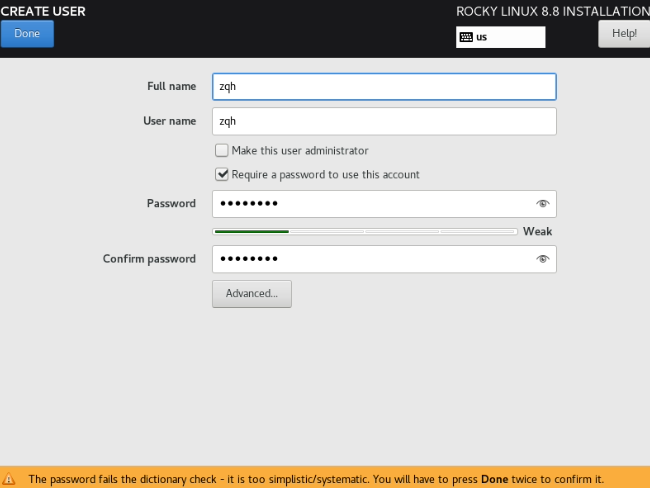 CREATE USER
ROCKY LINUX 8.8 INSTALLATION
Done
us
Help!
Full name
zqh
User name
zqh
Make this user administrator
Require a password to use this account
Password
••••••••
Weak
Confirm password
••••••••
Advanced...
The password fails the dictionary check - it is too simplistic/systematic. You will have to press Done twice to confirm it.